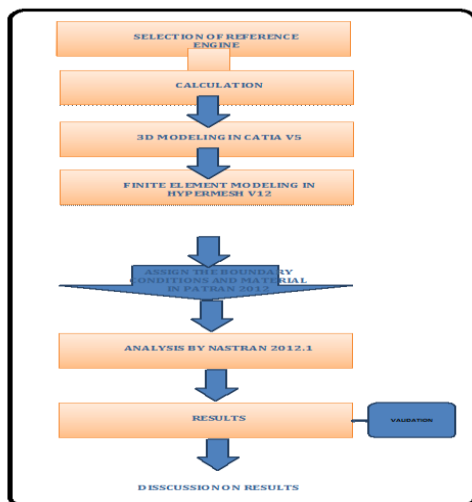 SELECTION OF REFERENCE
ENGINE
CALCULATION
3D MODELING IN CATIA V5
FINITE ELEMENT MODELING IN
HYPERMESH V12
ASSIGN THE BOUNDARY
CONDITIONS AND MATERIAL
IN PATRAN 2012
ANALYSIS BY NASTRAN 2012.1
RESULTS
VALIDATION
DISSCUSSION ON RESULTS